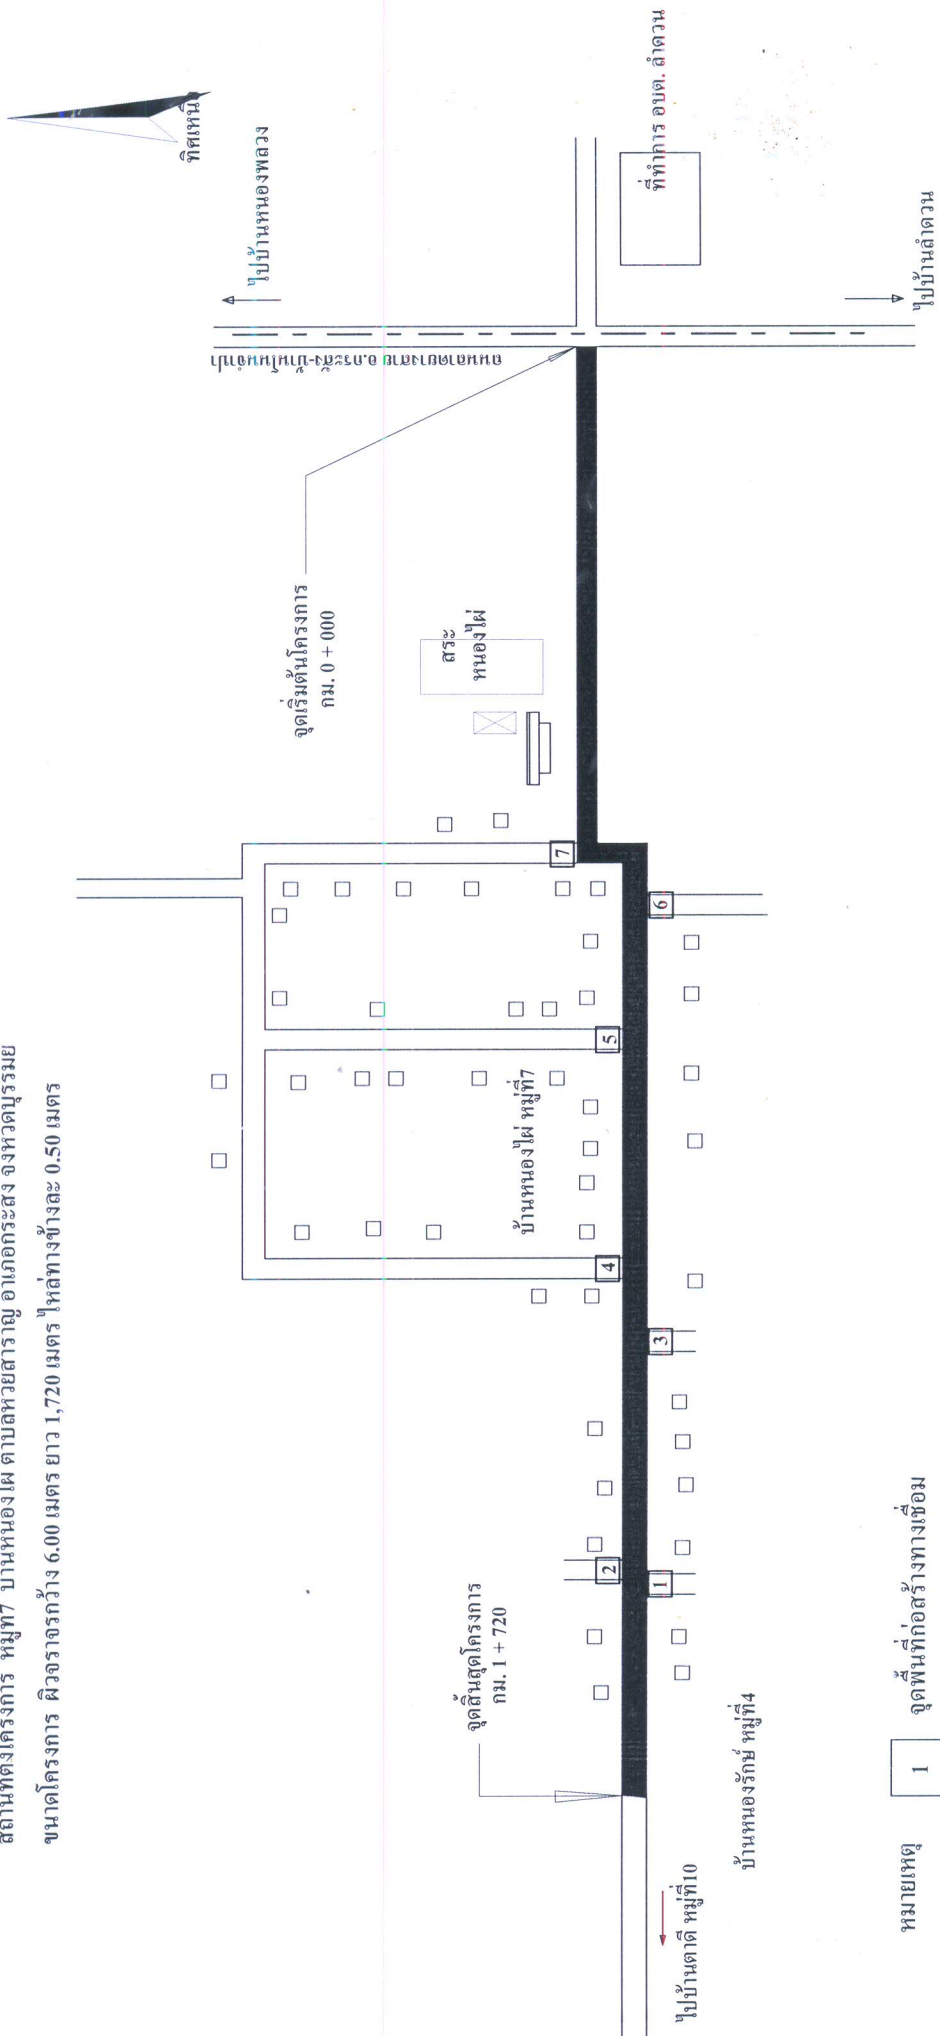 สถานที่ตั้งโครงการ หมู่ที่7 บ้านหนองไผ่ ตำบลห้วยสำราญ อำเภอกระสัง จังหวัดบุรีรัมย์
ขนาดโครงการ ผิวจราจรกว้าง 6.00 เมตร ยาว 1,720 เมตร ไหล่ทางข้างละ 0.50 เมตร
ทิศเหนือ
ไปบ้านหนองพลวง
ถนนลาดยางสาย อ.กระสัง-บ้าน
จุดเริ่มต้นโครงการ
กม. 0 + 000
สระ
หนองไผ่
ที่ทำการ อบต. ลำดวน
ไปบ้านลำดวน
7
6
5
บ้านหนองไผ่ หมู่ที่7
4
3
2
1
จุดสิ้นสุดโครงการ
กม. 1 + 720
ไปบ้านตาดี หมู่ที่10
บ้านหนองรักษ์ หมู่ที่4
หมายเหตุ
1
จุดพื้นที่ก่อสร้างทางเชื่อม